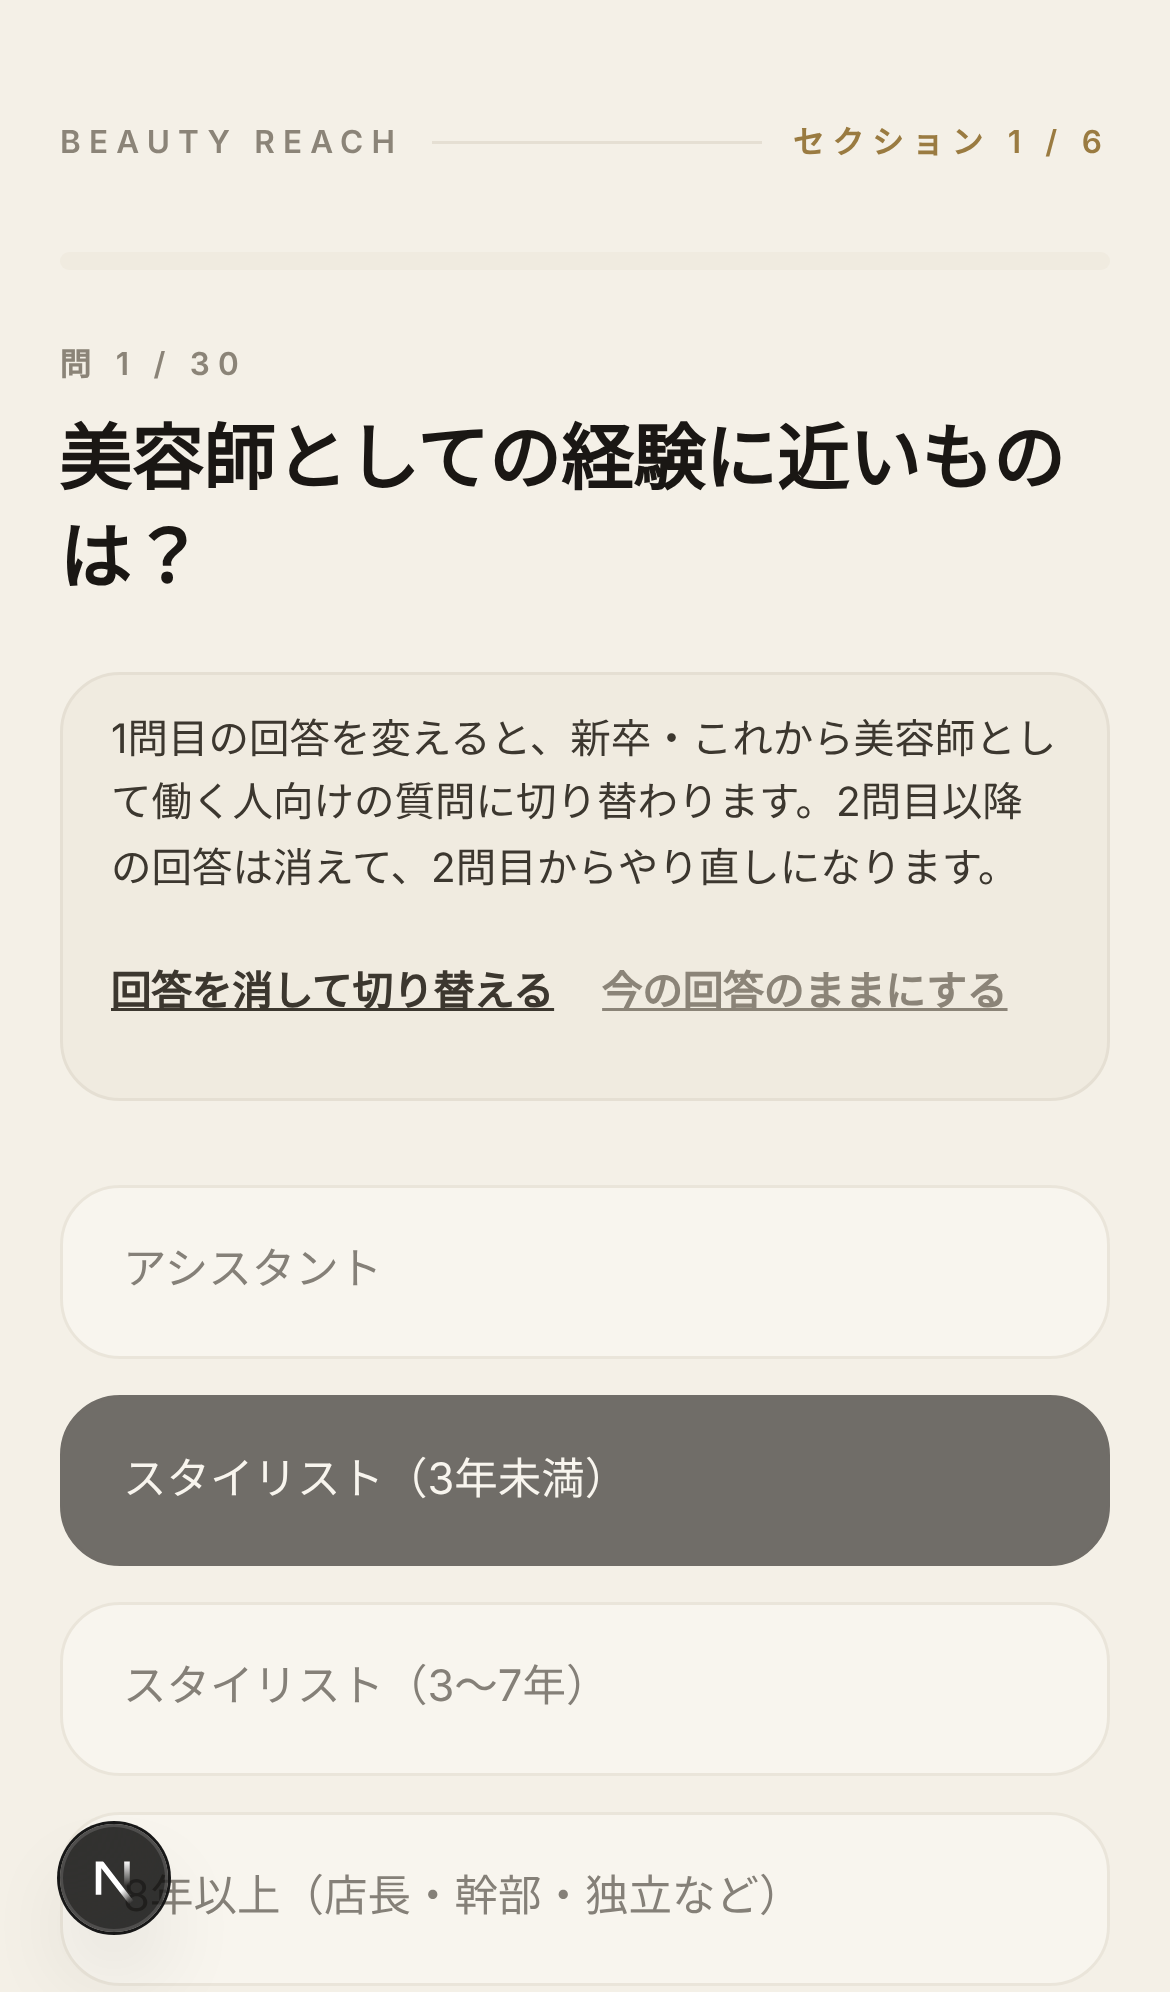 BEAUTY REACH
セクション 1 / 6
問 1 / 30
美容師としての経験に近いもの
は？
1問目の回答を変えると、新卒・これから美容師とし
て働く人向けの質問に切り替わります。2問目以降
の回答は消えて、2問目からやり直しになります。
回答を消して切り替える 今の回答のままにする
アシスタント
スタイリスト（3年未満）
スタイリスト（3〜7年）
8年以上（店長・幹部・独立など）
N